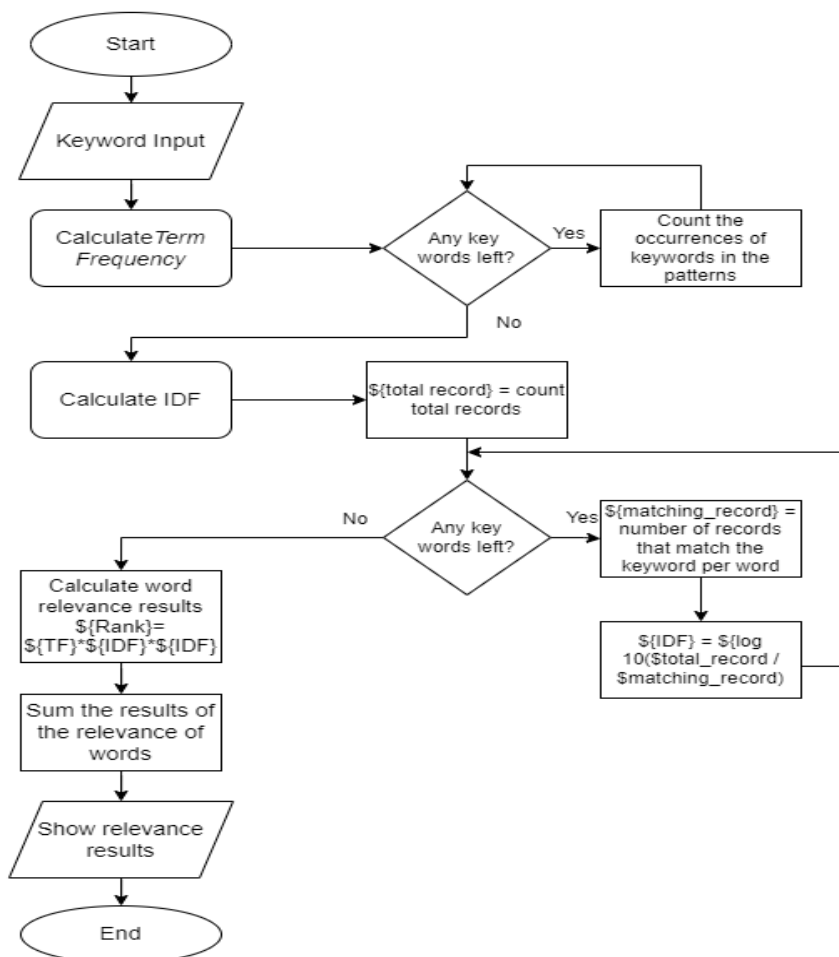 Start
Keyword Input
Calculate Term
Frequency
Any key
words left?
Yes
Count the
occurrences of
keywords in the
patterns
No
Calculate IDF
${total record} = count
total records
No
Any key
words left?
Yes
${matching_record} =
number of records
that match the
keyword per word
Calculate word
relevance results
${Rank}=
${TF}*${IDF}*${IDF}
${IDF} = ${log
10($total_record /
$matching_record)
Sum the results of
the relevance of
words
Show relevance
results
End